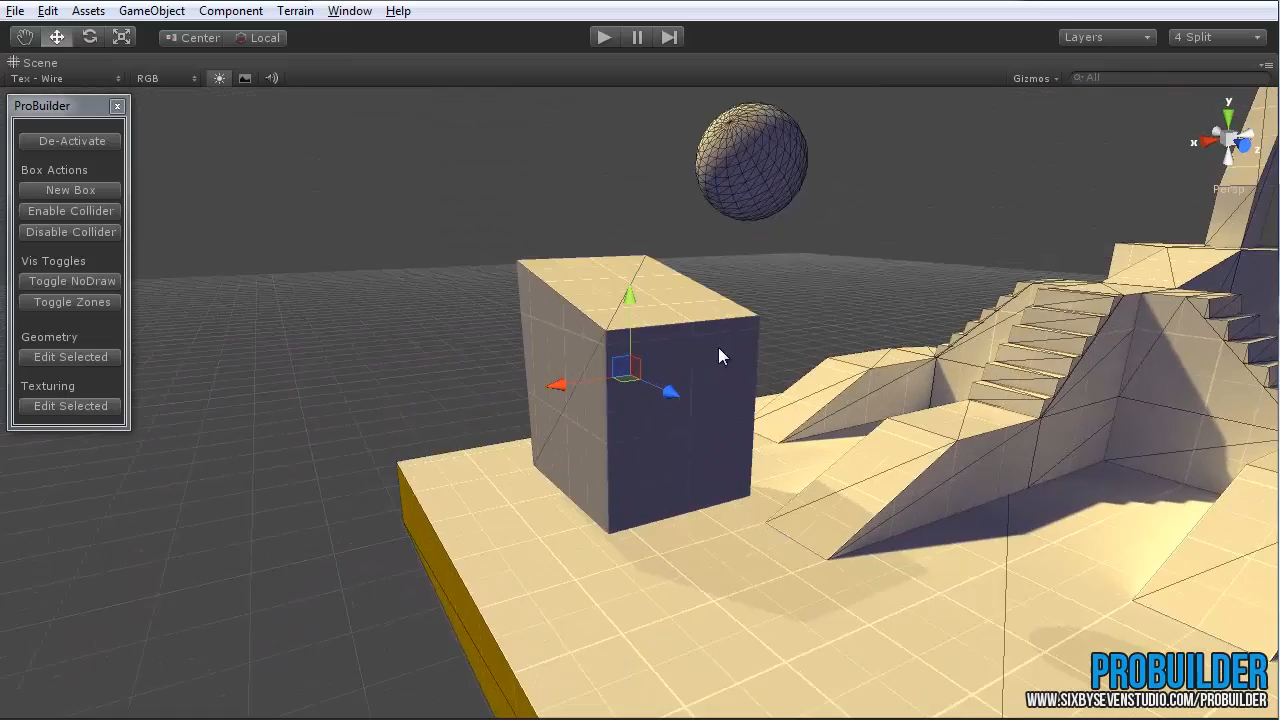 File Edit Assets GameObject Component Terrain Window Help
Center Local Layers 4 Split
Scene
Tex - Wire RGB Gizmos All
ProBuilder x
De-Activate
Box Actions
New Box
Enable Collider
Disable Collider
Vis Toggles
Toggle NoDraw
Toggle Zones
Geometry
Edit Selected
Texturing
Edit Selected
y
x
z
Persp
PROBUILDER
WWW.SIXBYSEVENSTUDIO.COM/PROBUILDER